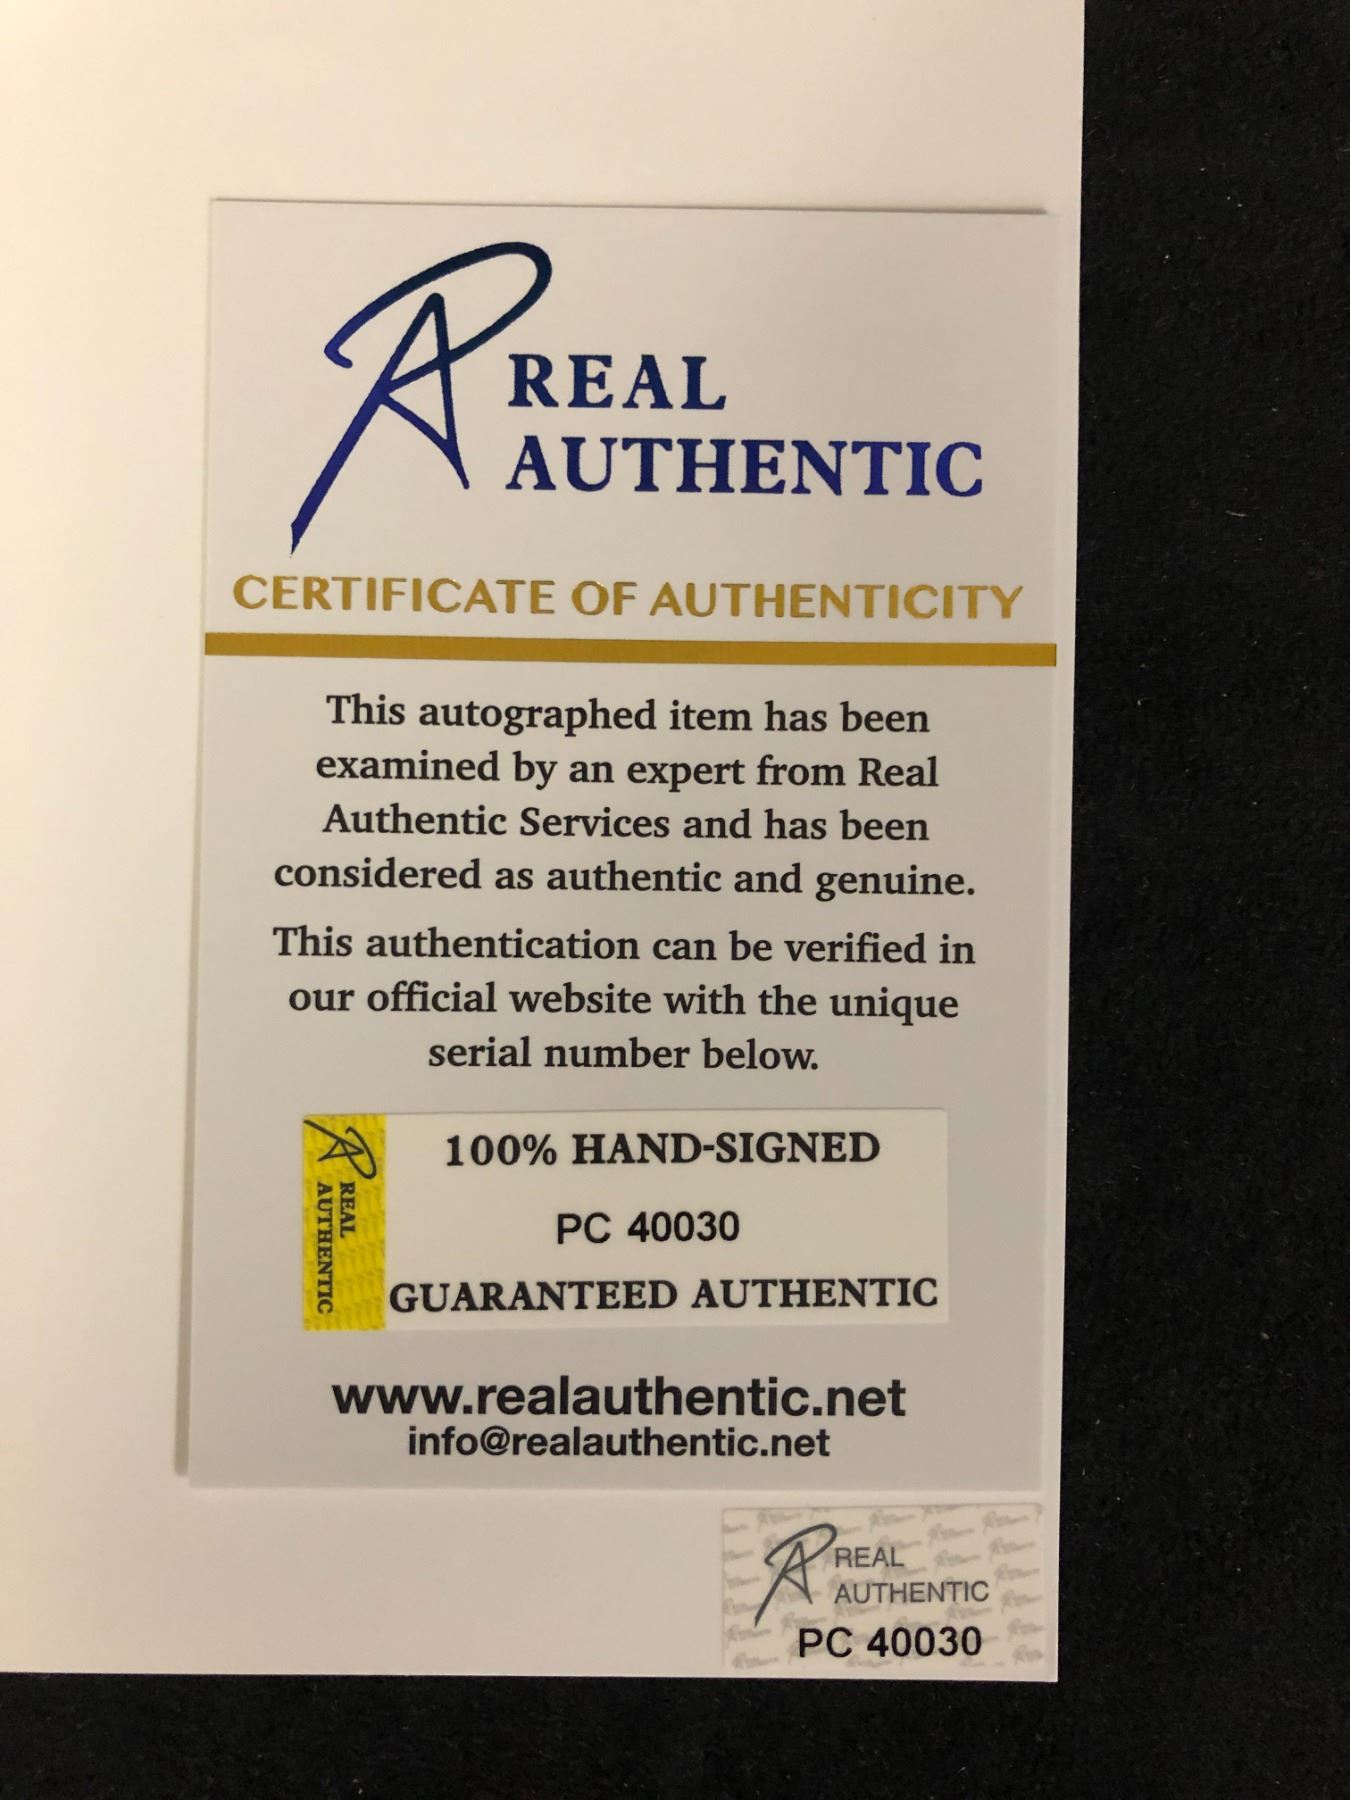 REAL
AUTHENTIC
CERTIFICATE OF AUTHENTICITY
This autographed item has been
examined by an expert from Real
Authentic Services and has been
considered as authentic and genuine.
This authentication can be verified in
our official website with the unique
serial number below.
REAL
AUTHENTIC
100% HAND-SIGNED
PC 40030
GUARANTEED AUTHENTIC
www.realauthentic.net
info@realauthentic.net
REAL
AUTHENTIC
PC 40030